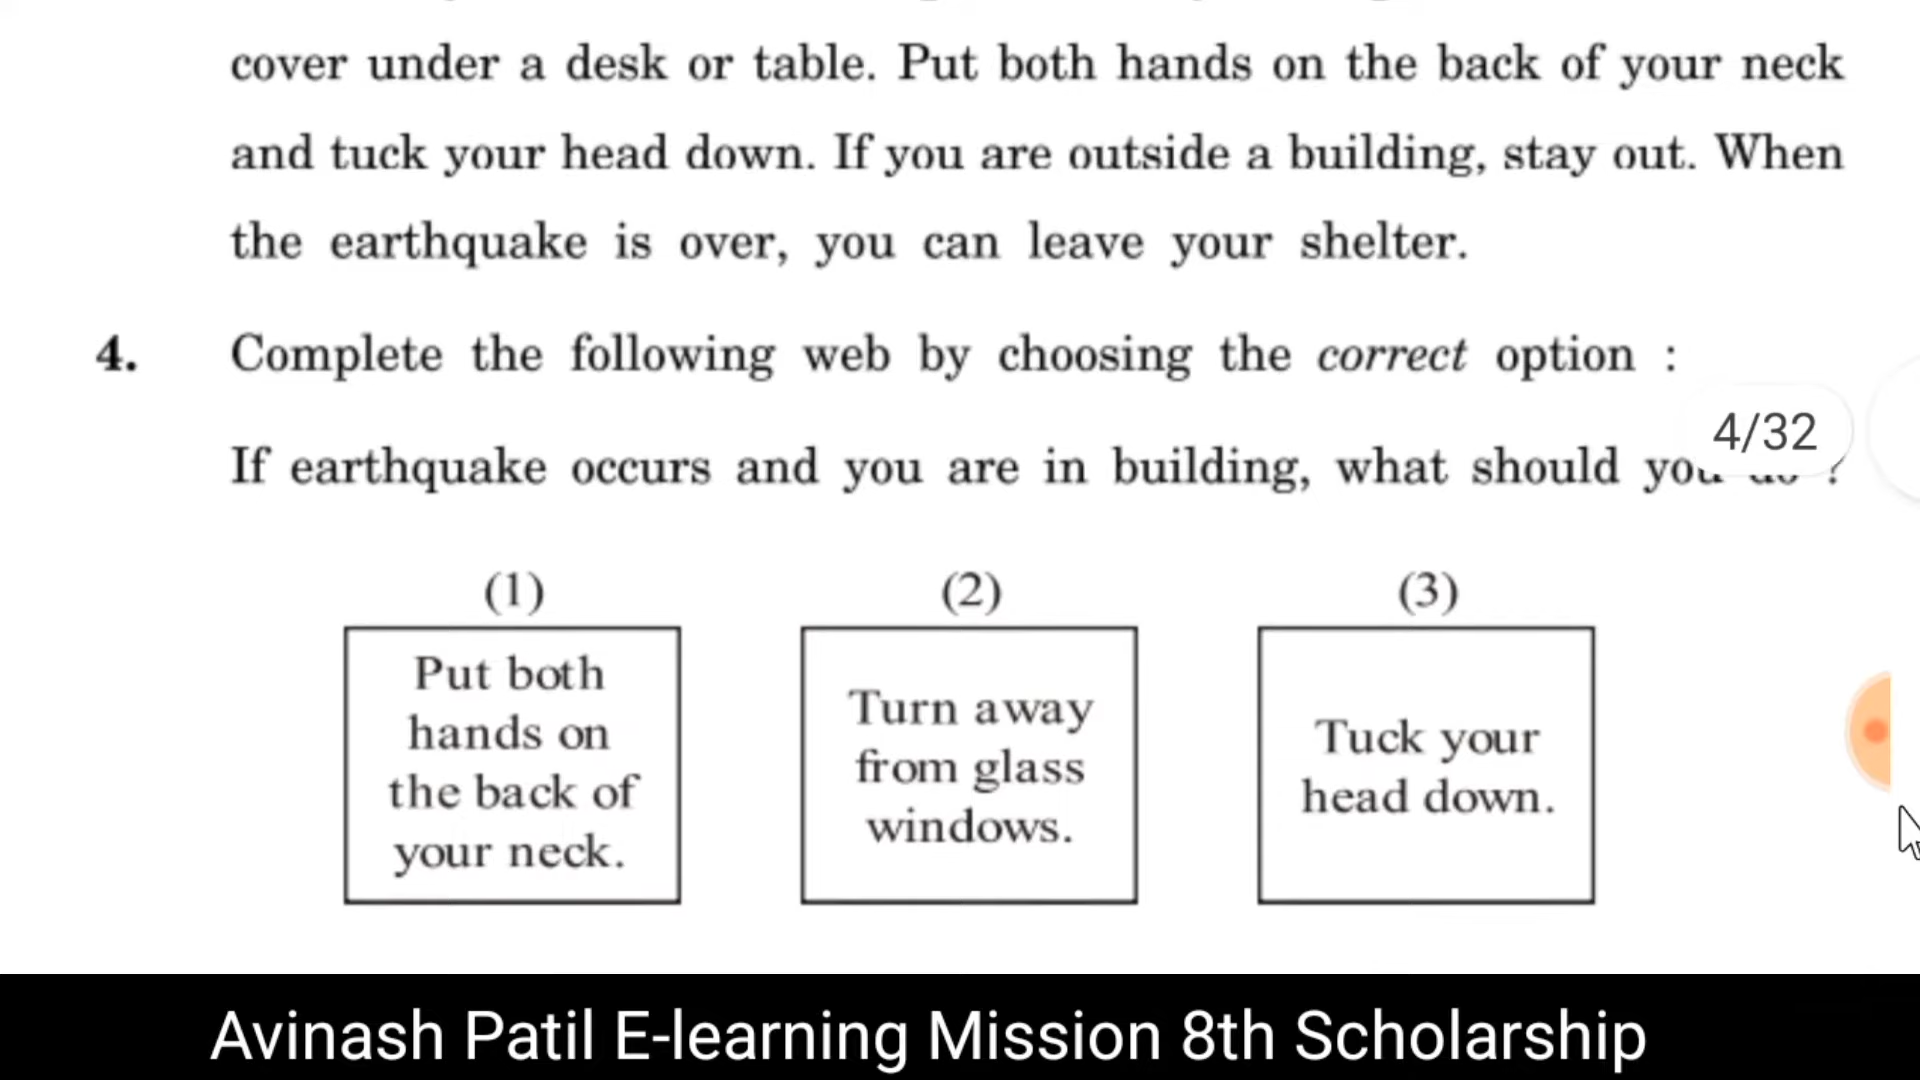 cover under a desk or table. Put both hands on the back of your neck
and tuck your head down. If you are outside a building, stay out. When
the earthquake is over, you can leave your shelter.
4. Complete the following web by choosing the correct option :
4/32
If earthquake occurs and you are in building, what should you do ?
(1) (2) (3)
Put both
hands on
the back of
your neck.
Turn away
from glass
windows.
Tuck your
head down.
Avinash Patil E-learning Mission 8th Scholarship